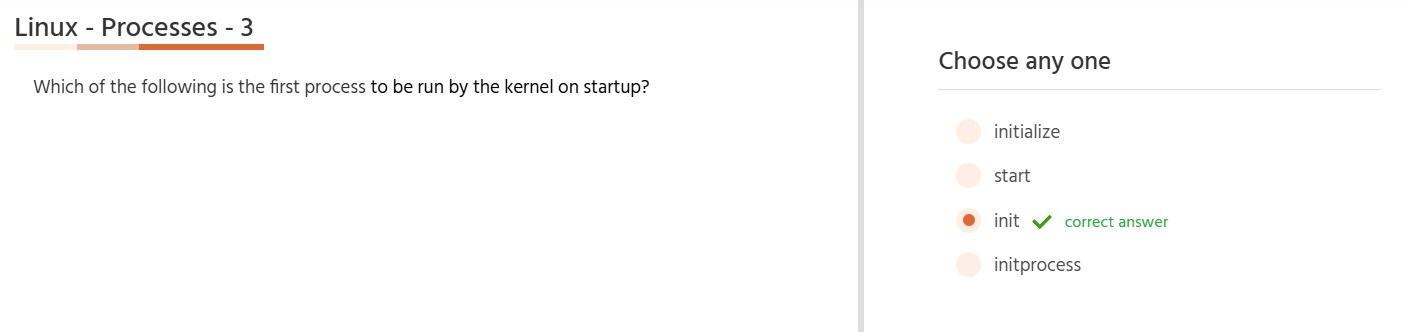 Linux - Processes - 3
Which of the following is the first process to be run by the kernel on startup?
Choose any one
initialize
start
init correct answer
initprocess